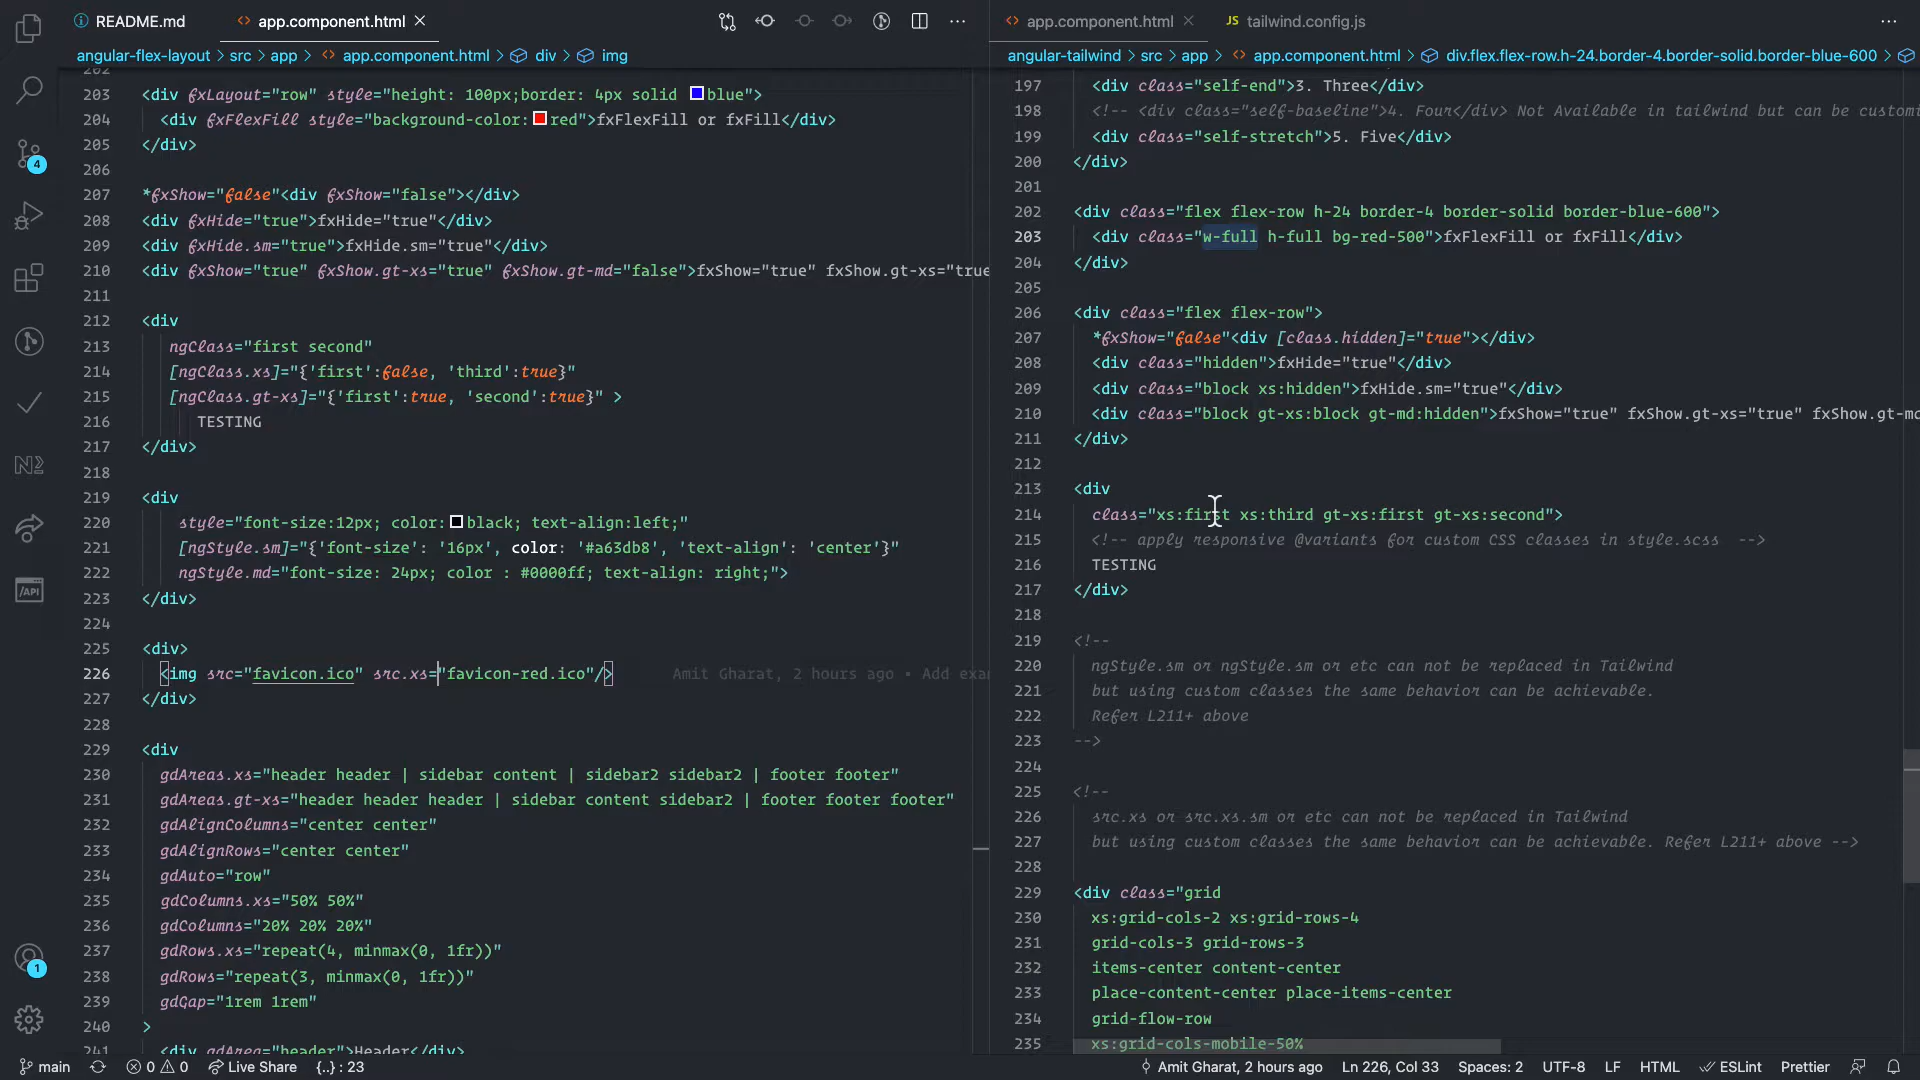 README.md
app.component.html
angular-flex-layout > src > app > app.component.html > div > img
202
203 <div fxLayout="row" style="height: 100px;border: 4px solid blue">
204 <div fxFlexFill style="background-color: red">fxFlexFill or fxFill</div>
205 </div>
206
207 *fxShow="false"<div fxShow="false"></div>
208 <div fxHide="true">fxHide="true"</div>
209 <div fxHide.sm="true">fxHide.sm="true"</div>
210 <div fxShow="true" fxShow.gt-xs="true" fxShow.gt-md="false">fxShow="true" fxShow.gt-xs="true
211
212 <div
213 ngClass="first second"
214 [ngClass.xs]="{'first':false, 'third':true}"
215 [ngClass.gt-xs]="{'first':true, 'second':true}" >
216 TESTING
217 </div>
218
219 <div
220 style="font-size:12px; color: black; text-align:left;"
221 [ngStyle.sm]="{'font-size': '16px', color: '#a63db8', 'text-align': 'center'}"
222 ngStyle.md="font-size: 24px; color : #0000ff; text-align: right;">
223 </div>
224
225 <div>
226 <img src="favicon.ico" src.xs="favicon-red.ico"/> Amit Gharat, 2 hours ago • Add exa
227 </div>
228
229 <div
230 gdAreas.xs="header header | sidebar content | sidebar2 sidebar2 | footer footer"
231 gdAreas.gt-xs="header header header | sidebar content sidebar2 | footer footer footer"
232 gdAlignColumns="center center"
233 gdAlignRows="center center"
234 gdAuto="row"
235 gdColumns.xs="50% 50%"
236 gdColumns="20% 20% 20%"
237 gdRows.xs="repeat(4, minmax(0, 1fr))"
238 gdRows="repeat(3, minmax(0, 1fr))"
239 gdGap="1rem 1rem"
240 >
241 <div gdArea="header">Header</div>
app.component.html
JS tailwind.config.js
angular-tailwind > src > app > app.component.html > div.flex.flex-row.h-24.border-4.border-solid.border-blue-600 >
197 <div class="self-end">3. Three</div>
198 <!-- <div class="self-baseline">4. Four</div> Not Available in tailwind but can be customi
199 <div class="self-stretch">5. Five</div>
200 </div>
201
202 <div class="flex flex-row h-24 border-4 border-solid border-blue-600">
203 <div class="w-full h-full bg-red-500">fxFlexFill or fxFill</div>
204 </div>
205
206 <div class="flex flex-row">
207 *fxShow="false"<div [class.hidden]="true"></div>
208 <div class="hidden">fxHide="true"</div>
209 <div class="block xs:hidden">fxHide.sm="true"</div>
210 <div class="block gt-xs:block gt-md:hidden">fxShow="true" fxShow.gt-xs="true" fxShow.gt-md
211 </div>
212
213 <div
214 class="xs:first xs:third gt-xs:first gt-xs:second">
215 <!-- apply responsive @variants for custom CSS classes in style.scss -->
216 TESTING
217 </div>
218
219 <!--
220 ngStyle.sm or ngStyle.sm or etc can not be replaced in Tailwind
221 but using custom classes the same behavior can be achievable.
222 Refer L211+ above
223 -->
224
225 <!--
226 src.xs or src.xs.sm or etc can not be replaced in Tailwind
227 but using custom classes the same behavior can be achievable. Refer L211+ above -->
228
229 <div class="grid
230 xs:grid-cols-2 xs:grid-rows-4
231 grid-cols-3 grid-rows-3
232 items-center content-center
233 place-content-center place-items-center
234 grid-flow-row
235 xs:grid-cols-mobile-50%
4
N2
/API
1
main 0 0 Live Share {..} : 23
Amit Gharat, 2 hours ago Ln 226, Col 33 Spaces: 2 UTF-8 LF HTML ESLint Prettier